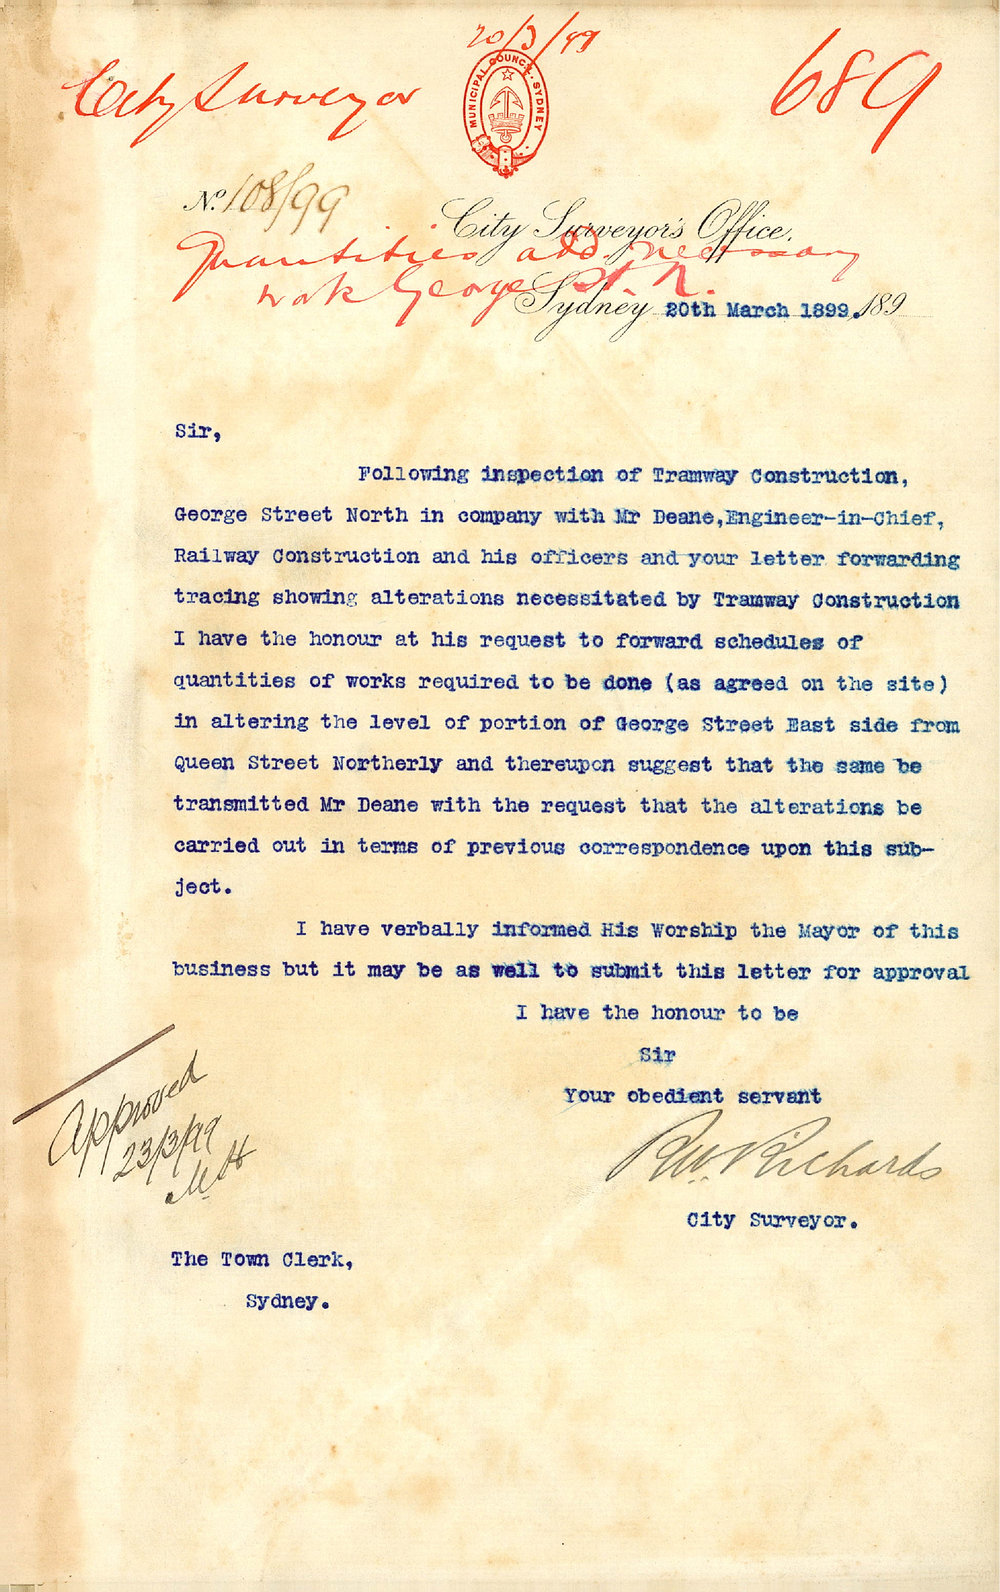 20/3/99
City Surveyor
689
MUNICIPAL COUNCIL. SYDNEY
No. 108/99
City Surveyor's Office,
Quantities add. necessary
work George St. N.
Sydney 20th March 1899. 189
Sir,
Following inspection of Tramway Construction,
George Street North in company with Mr Deane,Engineer-in-Chief,
Railway Construction and his officers and your letter forwarding
tracing showing alterations necessitated by Tramway Construction
I have the honour at his request to forward schedules of
quantities of works required to be done (as agreed on the site)
in altering the level of portion of George Street East side from
Queen Street Northerly and thereupon suggest that the same be
transmitted Mr Deane with the request that the alterations be
carried out in terms of previous correspondence upon this sub-
ject.
I have verbally informed His Worship the Mayor of this
business but it may be as well to submit this letter for approval
I have the honour to be
Sir
Your obedient servant
R.W. Richards
City Surveyor.
Approved
23/3/99
M.H
The Town Clerk,
Sydney.